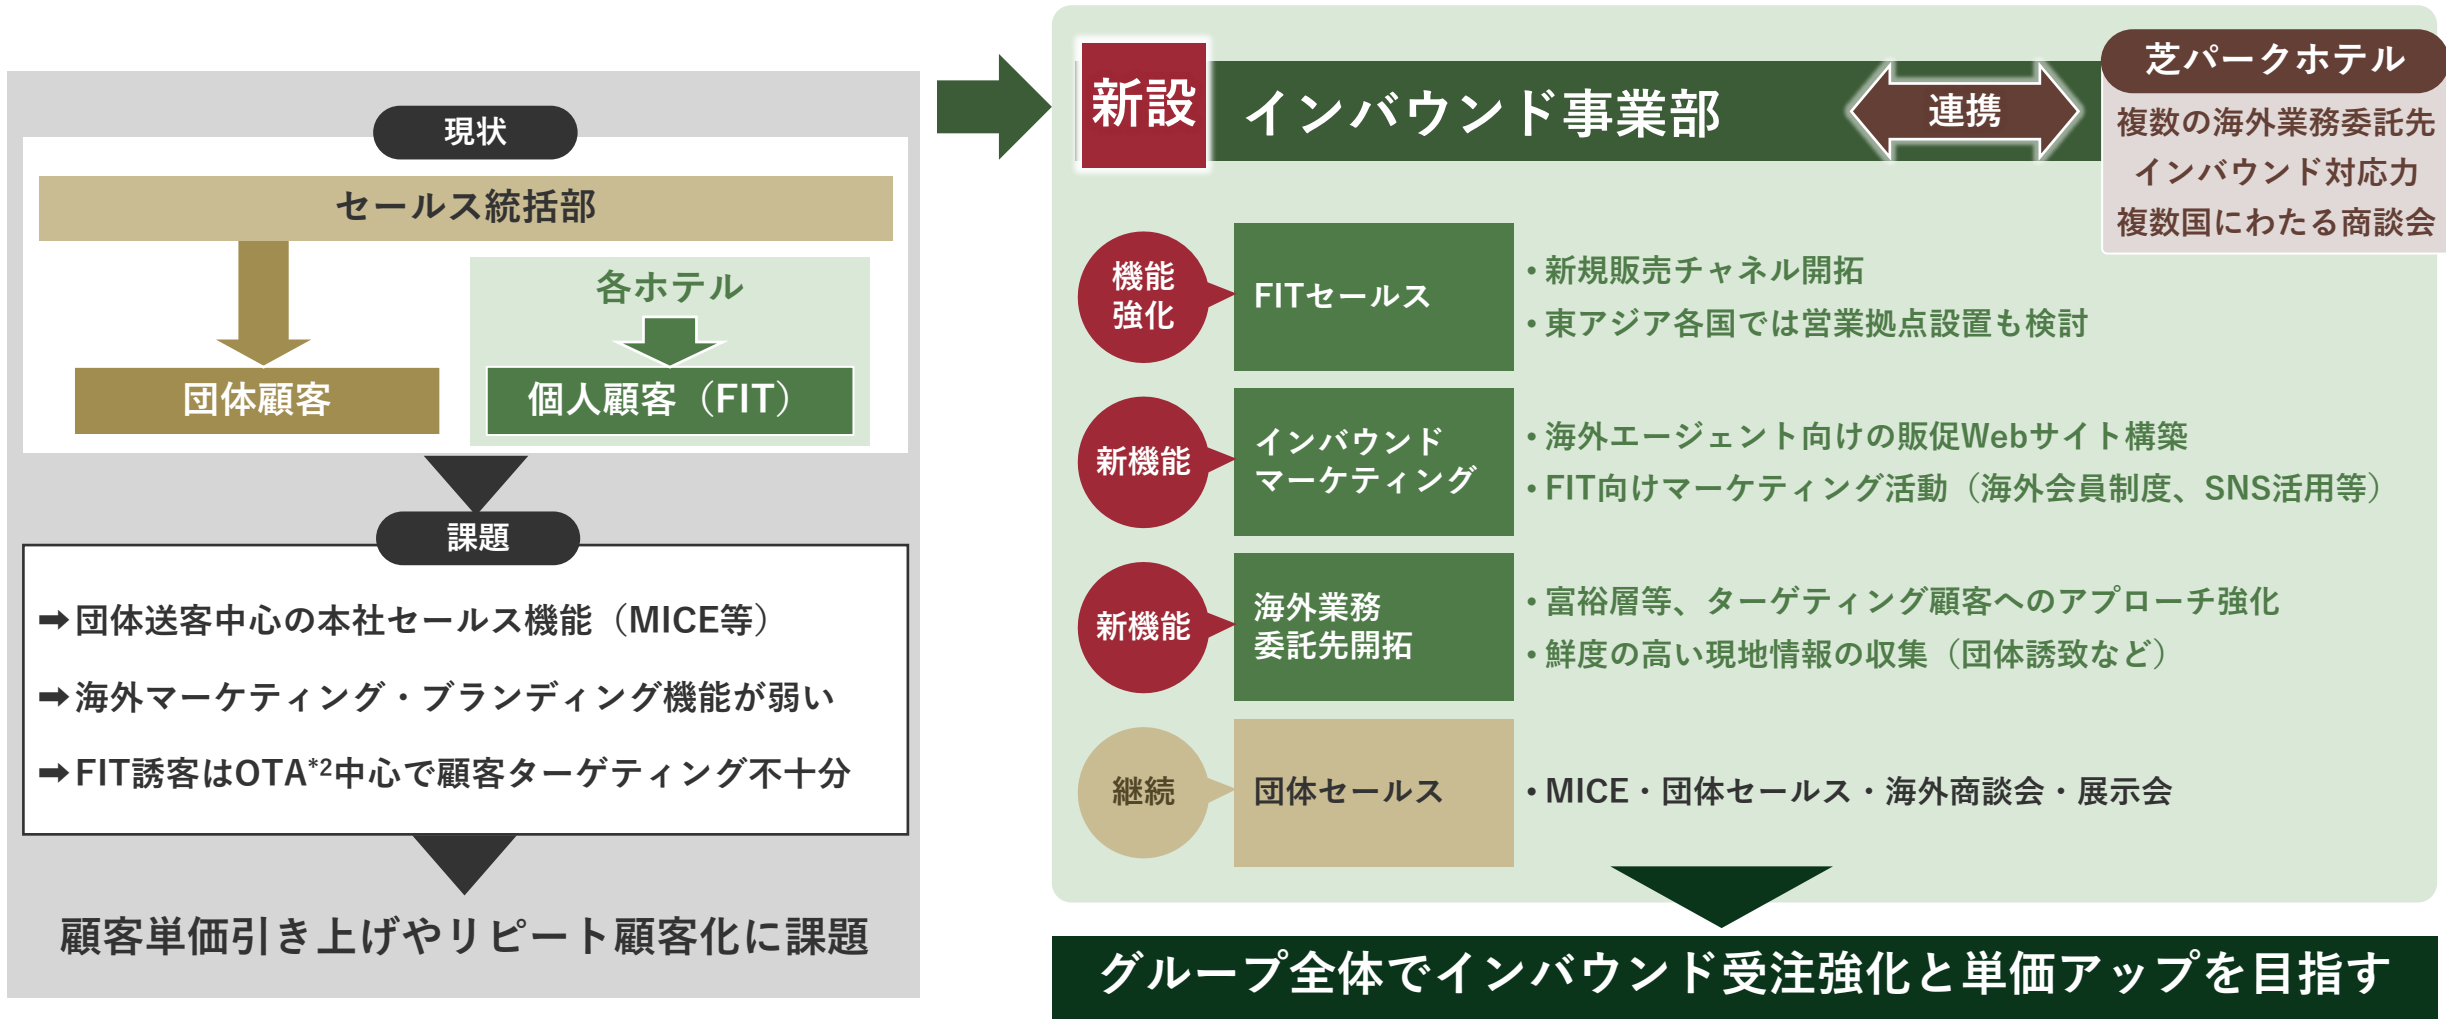 現状
セールス統括部
各ホテル
団体顧客
個人顧客（FIT）
課題
➡団体送客中心の本社セールス機能（MICE等）
➡海外マーケティング・ブランディング機能が弱い
➡FIT誘客はOTA*2中心で顧客ターゲティング不十分
顧客単価引き上げやリピート顧客化に課題
新設
インバウンド事業部
連携
芝パークホテル
複数の海外業務委託先
インバウンド対応力
複数国にわたる商談会
機能
強化
FITセールス
・新規販売チャネル開拓
・東アジア各国では営業拠点設置も検討
新機能
インバウンド
マーケティング
・海外エージェント向けの販促Webサイト構築
・FIT向けマーケティング活動（海外会員制度、SNS活用等）
新機能
海外業務
委託先開拓
・富裕層等、ターゲティング顧客へのアプローチ強化
・鮮度の高い現地情報の収集（団体誘致など）
継続
団体セールス
・MICE・団体セールス・海外商談会・展示会
グループ全体でインバウンド受注強化と単価アップを目指す